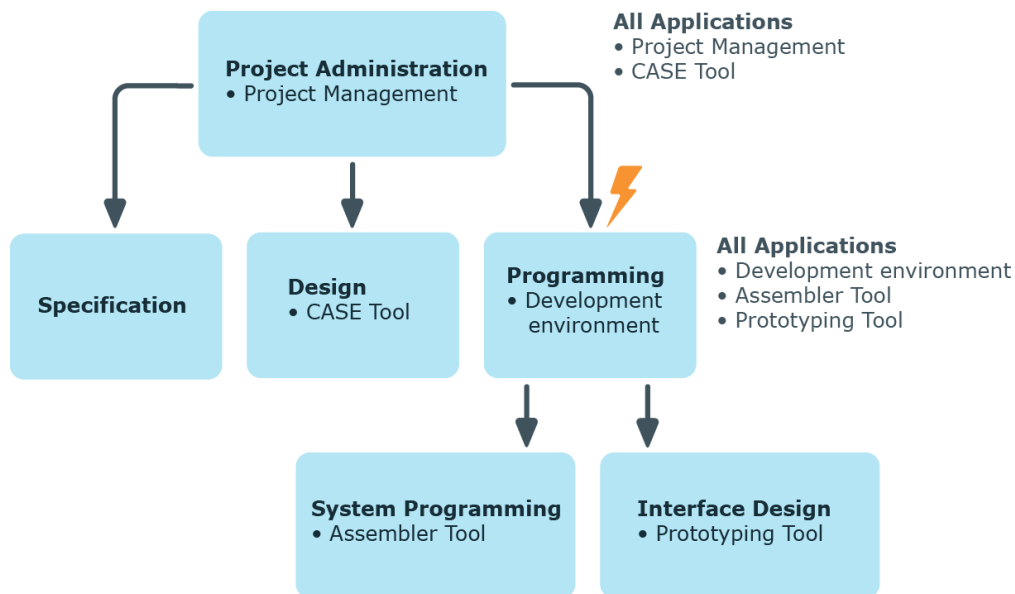 All Applications
• Project Management
• CASE Tool
Project Administration
• Project Management
Specification
Design
• CASE Tool
Programming
• Development
environment
All Applications
• Development environment
• Assembler Tool
• Prototyping Tool
System Programming
• Assembler Tool
Interface Design
• Prototyping Tool